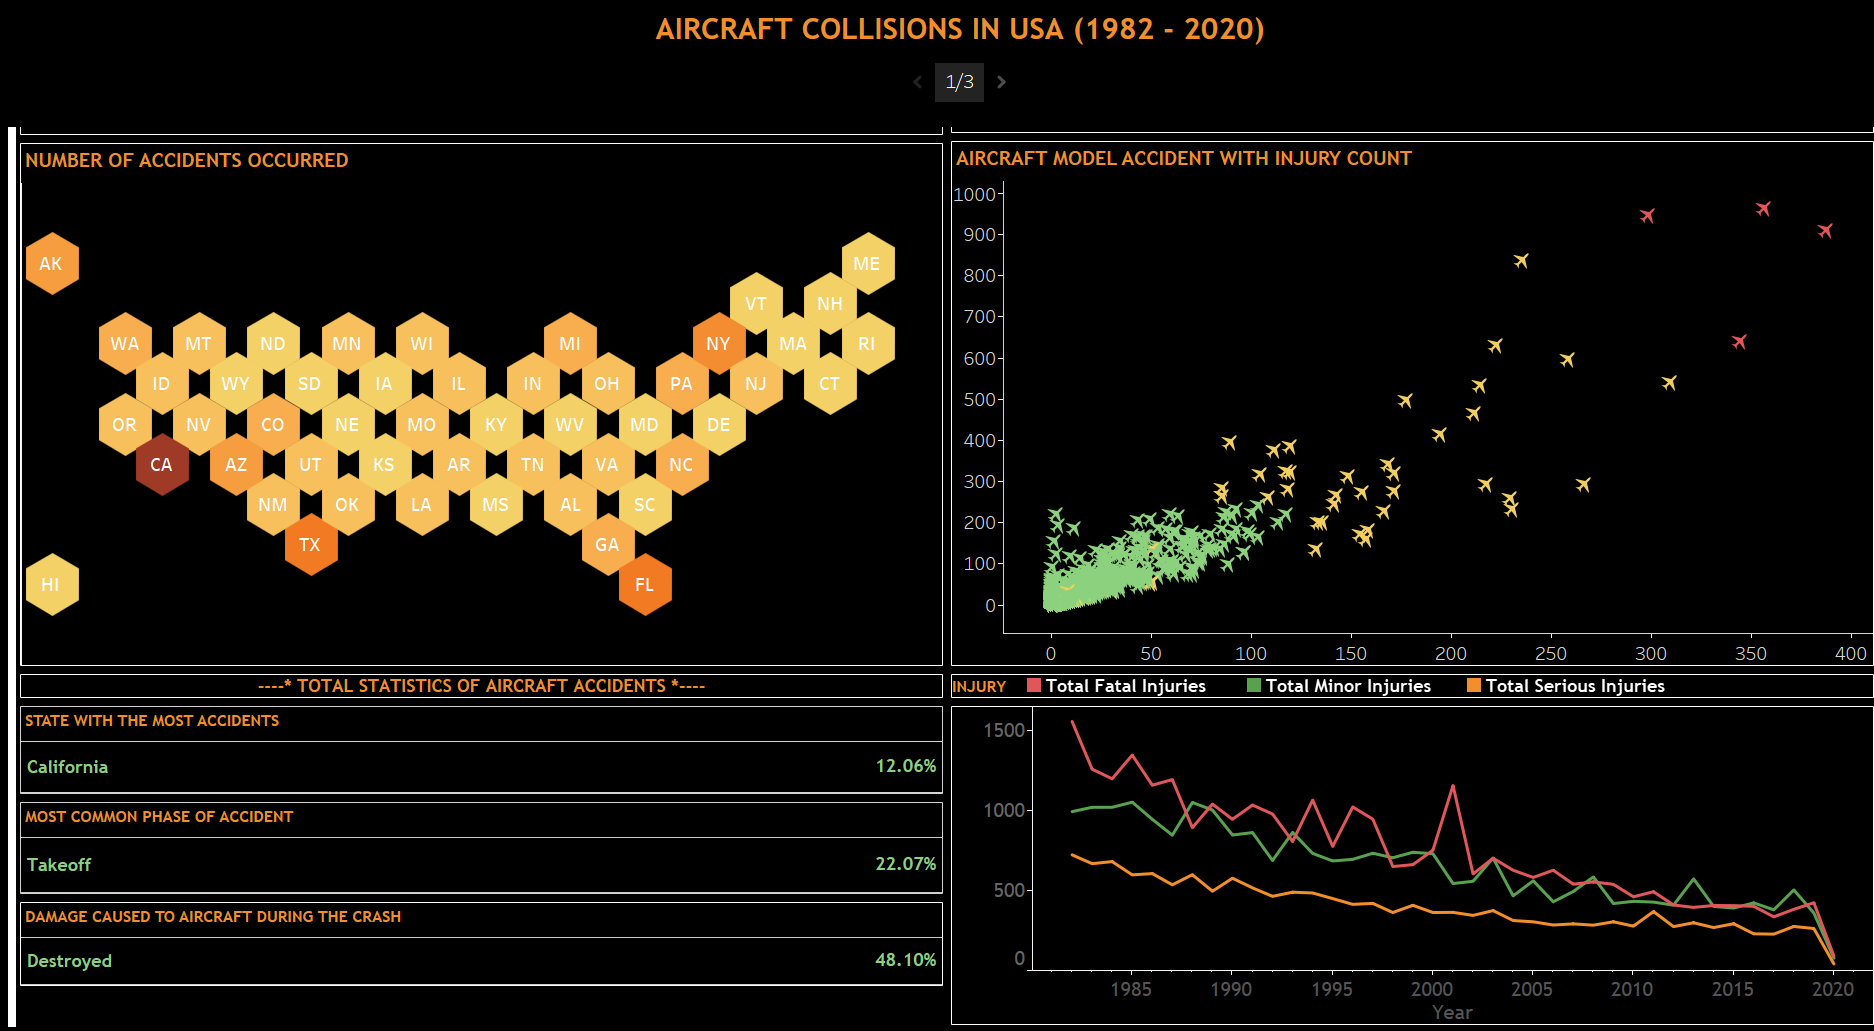 AIRCRAFT COLLISIONS IN USA (1982 - 2020)
1/3
NUMBER OF ACCIDENTS OCCURRED
AK
ME
VT NH
WA MT ND MN WI MI NY MA RI
ID WY SD IA IL IN OH PA NJ CT
OR NV CO NE MO KY WV MD DE
CA AZ UT KS AR TN VA NC
NM OK LA MS AL SC
TX GA
HI FL
AIRCRAFT MODEL ACCIDENT WITH INJURY COUNT
1000
900
800
700
600
500
400
300
200
100
0
0 50 100 150 200 250 300 350 400
----* TOTAL STATISTICS OF AIRCRAFT ACCIDENTS *----
STATE WITH THE MOST ACCIDENTS
California 12.06%
MOST COMMON PHASE OF ACCIDENT
Takeoff 22.07%
DAMAGE CAUSED TO AIRCRAFT DURING THE CRASH
Destroyed 48.10%
INJURY Total Fatal Injuries Total Minor Injuries Total Serious Injuries
1500
1000
500
0
1985 1990 1995 2000 2005 2010 2015 2020
Year